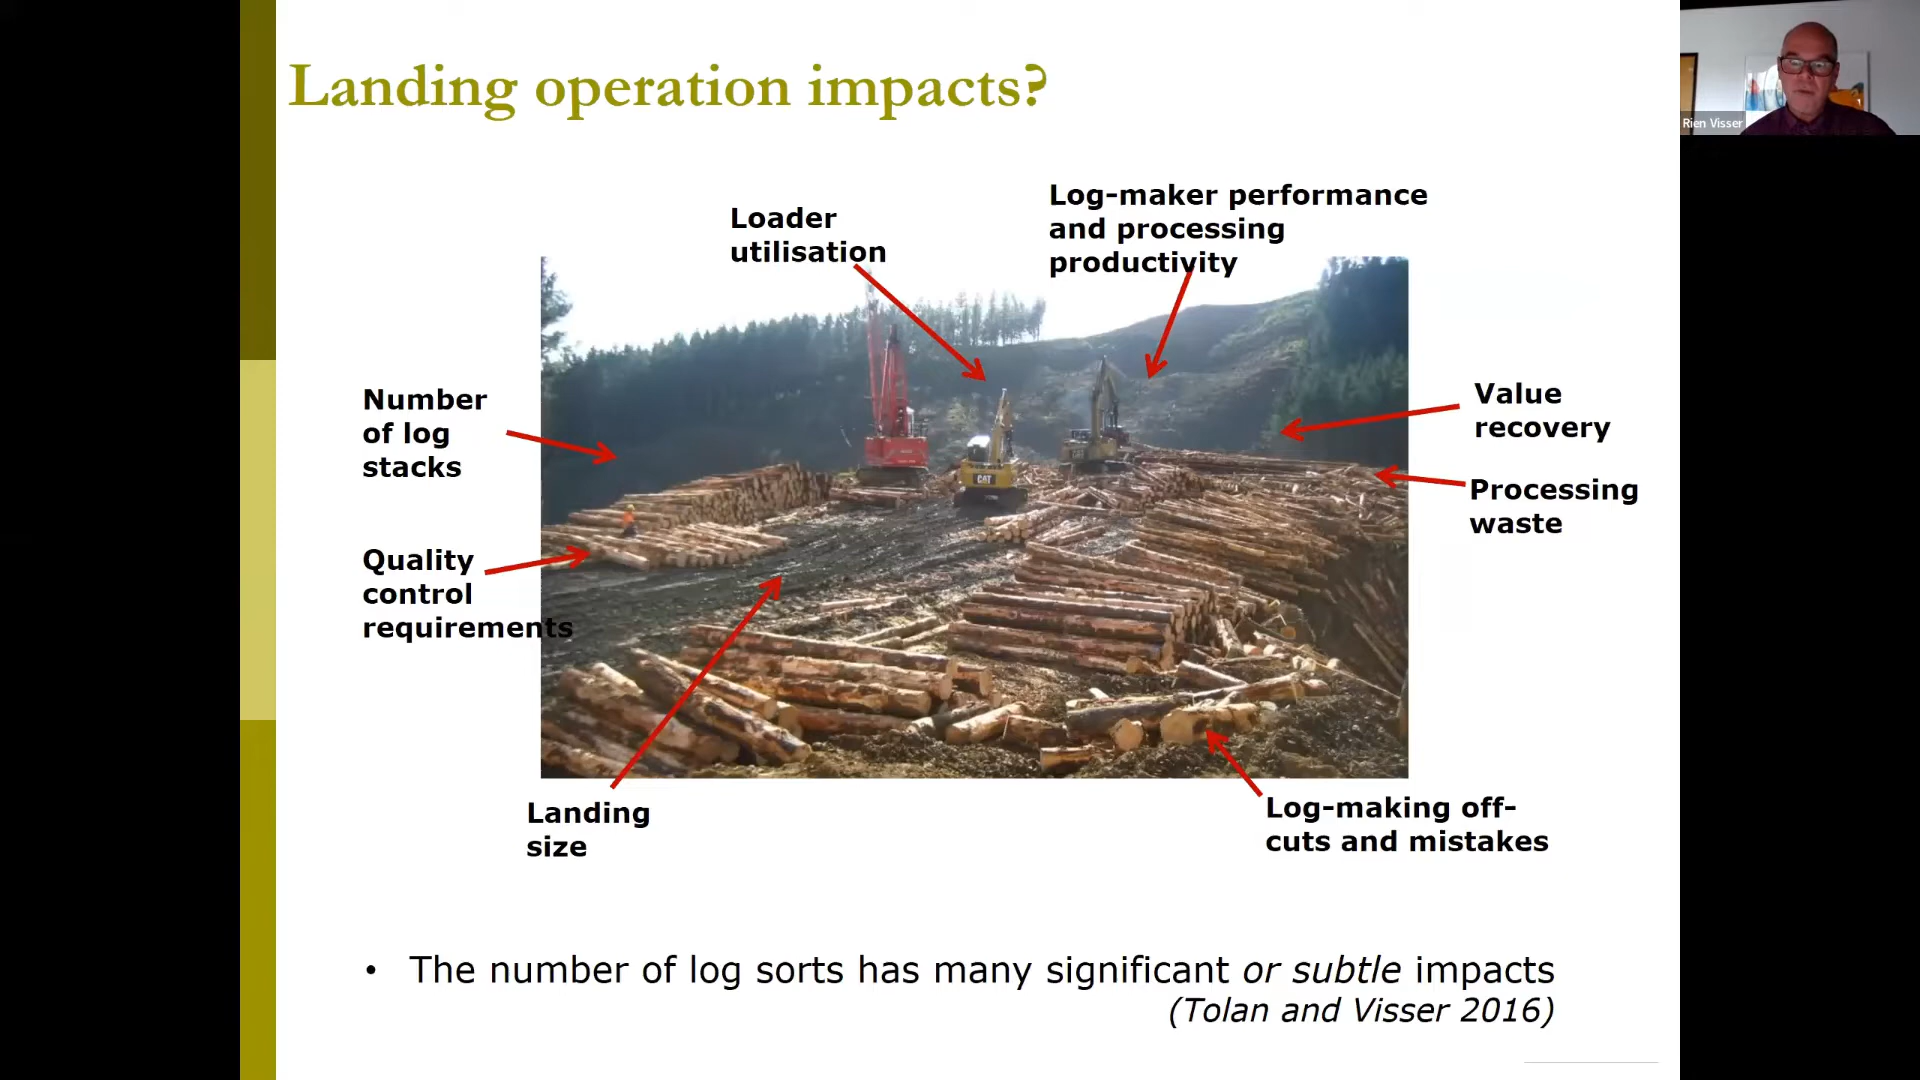 Landing operation impacts?
Rien Visser
Loader
utilisation
Log-maker performance
and processing
productivity
Number
of log
stacks
Value
recovery
Processing
waste
Quality
control
requirements
CAT
Landing
size
Log-making off-
cuts and mistakes
• The number of log sorts has many significant or subtle impacts
(Tolan and Visser 2016)